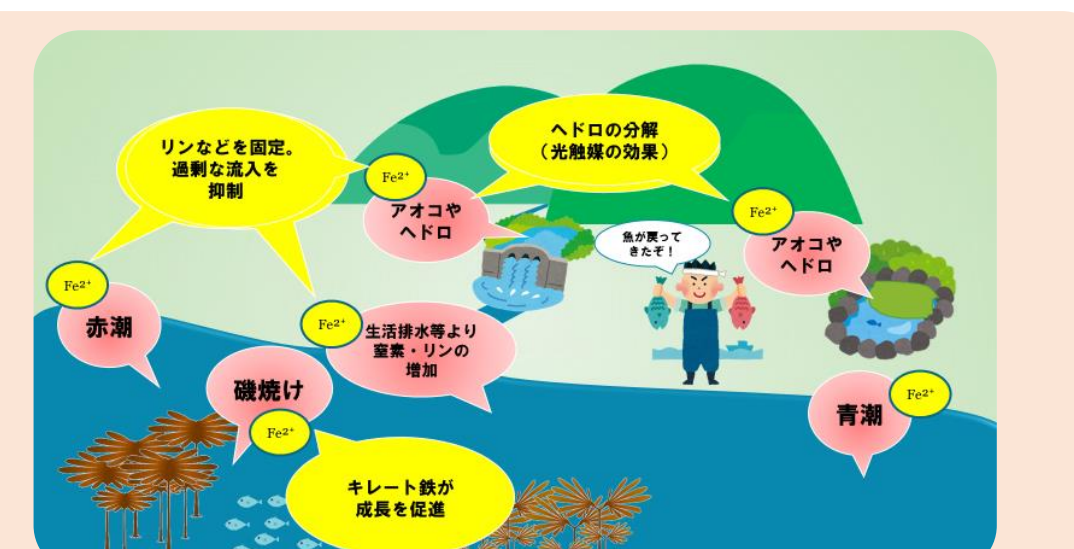 リンなどを固定。
過剰な流入を
抑制
ヘドロの分解
（光触媒の効果）
Fe²⁺
アオコや
ヘドロ
Fe²⁺
アオコや
ヘドロ
魚が戻って
きたぞ！
Fe²⁺
赤潮
Fe²⁺
生活排水等より
窒素・リンの
増加
磯焼け
Fe²⁺
Fe²⁺
青潮
キレート鉄が
成長を促進